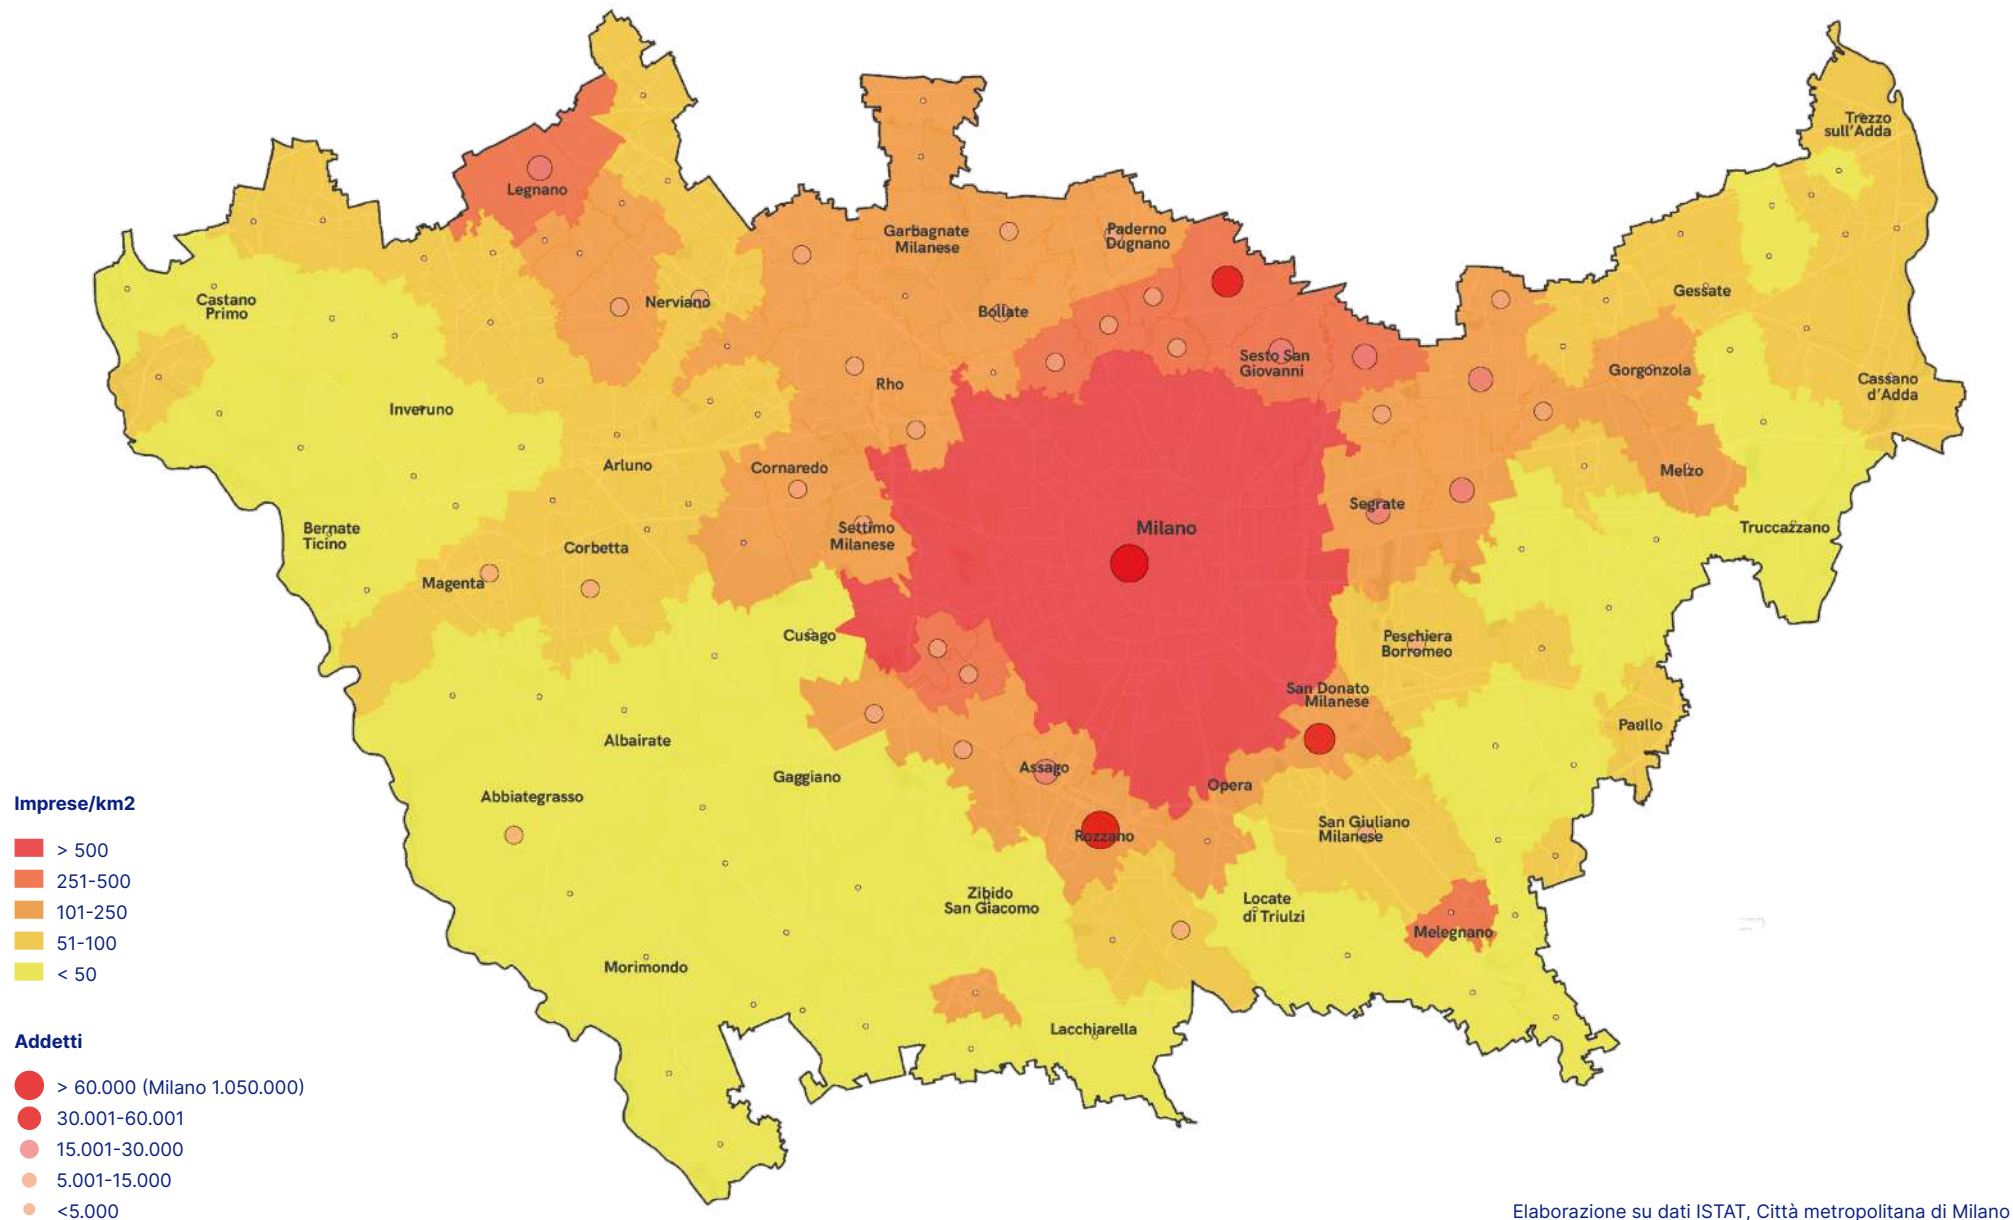 Trezzo
sull'Adda
Legnano
Garbagnate
Milanese
Paderno
Dugnano
Castano
Primo
Nerviano
Bollate
Gessate
Sesto San
Giovanni
Gorgonzola
Rho
Cassano
d'Adda
Inveruno
Arluno
Cornaredo
Melzo
Segrate
Bernate
Ticino
Settimo
Milanese
Milano
Truccazzano
Corbetta
Magenta
Cusago
Peschiera
Borromeo
San Donato
Milanese
Paullo
Albairate
Assago
Gaggiano
Opera
Abbiategrasso
San Giuliano
Milanese
Rozzano
Zibido
San Giacomo
Locate
di Triulzi
Melegnano
Morimondo
Lacchiarella
Imprese/km2
> 500
251-500
101-250
51-100
< 50
Addetti
> 60.000 (Milano 1.050.000)
30.001-60.001
15.001-30.000
5.001-15.000
<5.000
Elaborazione su dati ISTAT, Città metropolitana di Milano